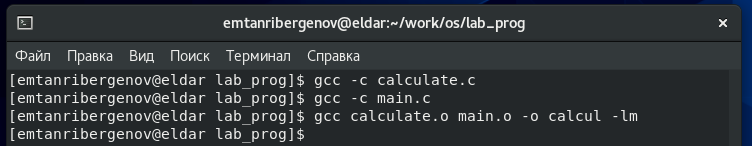 emtanribergenov@eldar:~/work/os/lab_prog
Файл Правка Вид Поиск Терминал Справка
[emtanribergenov@eldar lab_prog]$ gcc -c calculate.c
[emtanribergenov@eldar lab_prog]$ gcc -c main.c
[emtanribergenov@eldar lab_prog]$ gcc calculate.o main.o -o calcul -lm
[emtanribergenov@eldar lab_prog]$